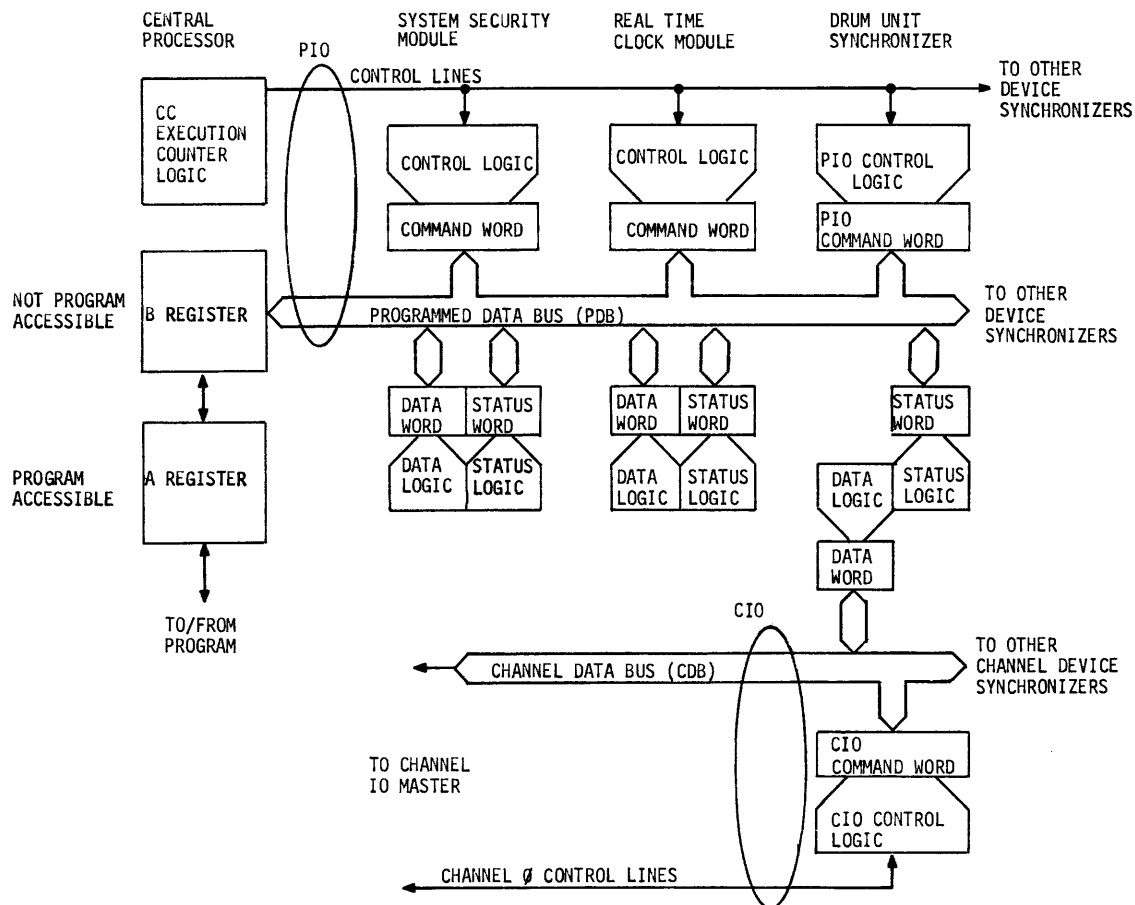 CENTRAL
PROCESSOR
SYSTEM SECURITY
MODULE
REAL TIME
CLOCK MODULE
DRUM UNIT
SYNCHRONIZER
PIO
CONTROL LINES
TO OTHER
DEVICE
SYNCHRONIZERS
CC
EXECUTION
COUNTER
LOGIC
CONTROL LOGIC
CONTROL LOGIC
PIO CONTROL
LOGIC
COMMAND WORD
COMMAND WORD
PIO
COMMAND WORD
NOT PROGRAM
ACCESSIBLE
B REGISTER
PROGRAMMED DATA BUS (PDB)
TO OTHER
DEVICE
SYNCHRONIZERS
DATA
WORD
STATUS
WORD
DATA
WORD
STATUS
WORD
STATUS
WORD
PROGRAM
ACCESSIBLE
A REGISTER
DATA
LOGIC
STATUS
LOGIC
DATA
LOGIC
STATUS
LOGIC
DATA
LOGIC
STATUS
LOGIC
DATA
WORD
TO/FROM
PROGRAM
CIO
CHANNEL DATA BUS (CDB)
TO OTHER
CHANNEL DEVICE
SYNCHRONIZERS
CIO
COMMAND WORD
TO CHANNEL
IO MASTER
CIO CONTROL
LOGIC
CHANNEL Ø CONTROL LINES